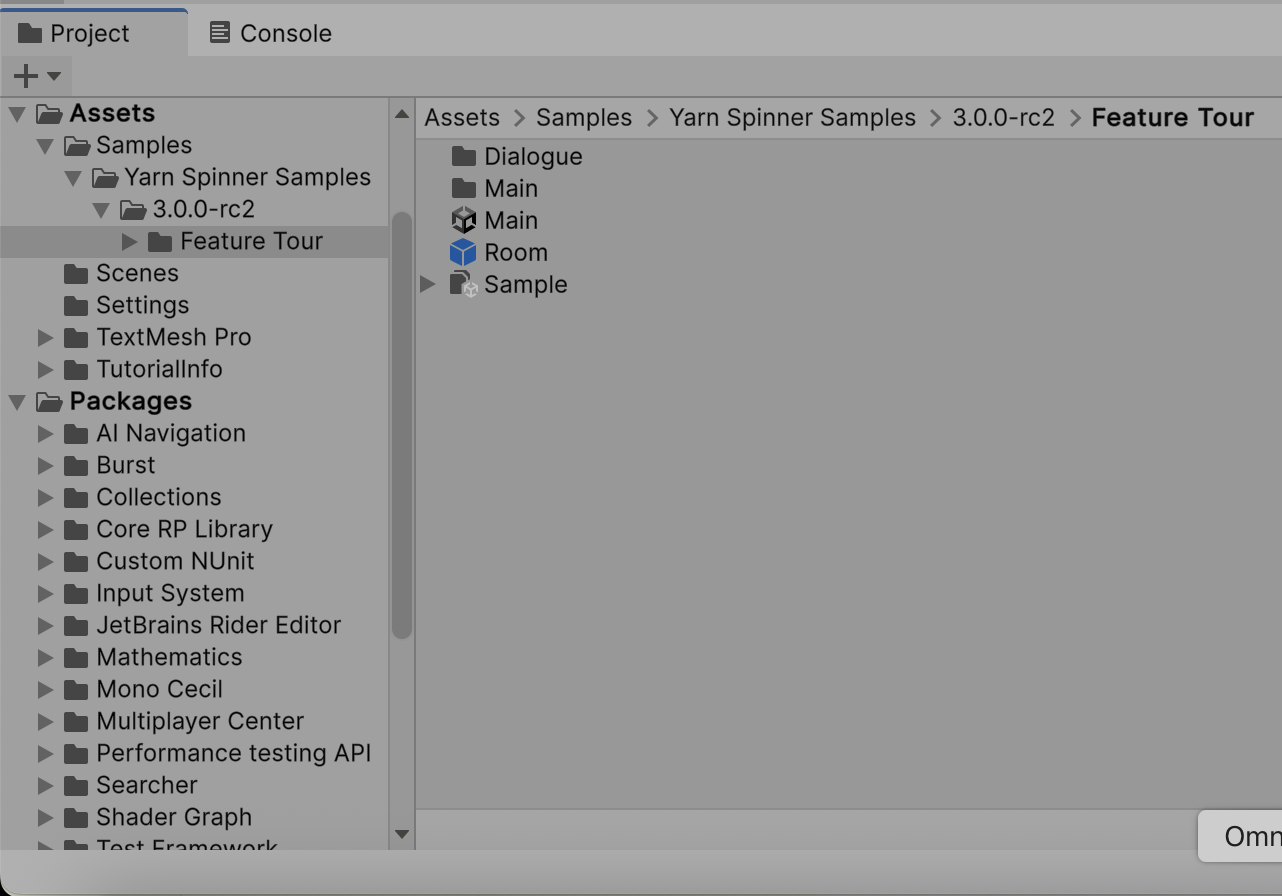 Project
Console
Assets
Samples
Yarn Spinner Samples
3.0.0-rc2
Feature Tour
Scenes
Settings
TextMesh Pro
TutorialInfo
Packages
AI Navigation
Burst
Collections
Core RP Library
Custom NUnit
Input System
JetBrains Rider Editor
Mathematics
Mono Cecil
Multiplayer Center
Performance testing API
Searcher
Shader Graph
Test Framework
Assets > Samples > Yarn Spinner Samples > 3.0.0-rc2 > Feature Tour
Dialogue
Main
Main
Room
Sample